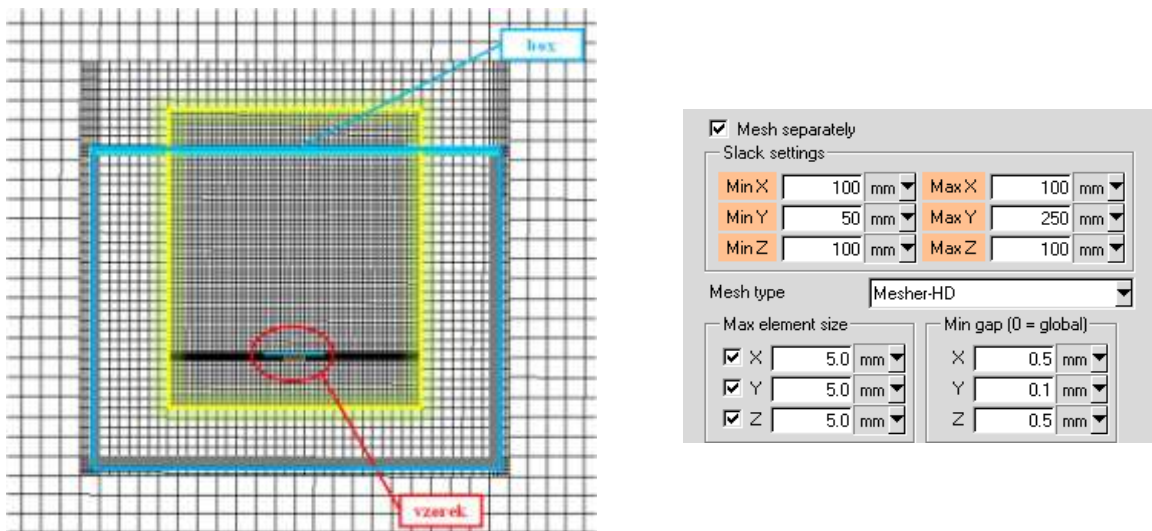 box
vzorek
Mesh separately
Slack settings
Min X 100 mm Max X 100 mm
Min Y 50 mm Max Y 250 mm
Min Z 100 mm Max Z 100 mm
Mesh type Mesher-HD
Max element size Min gap (0 = global)
X 5.0 mm X 0.5 mm
Y 5.0 mm Y 0.1 mm
Z 5.0 mm Z 0.5 mm